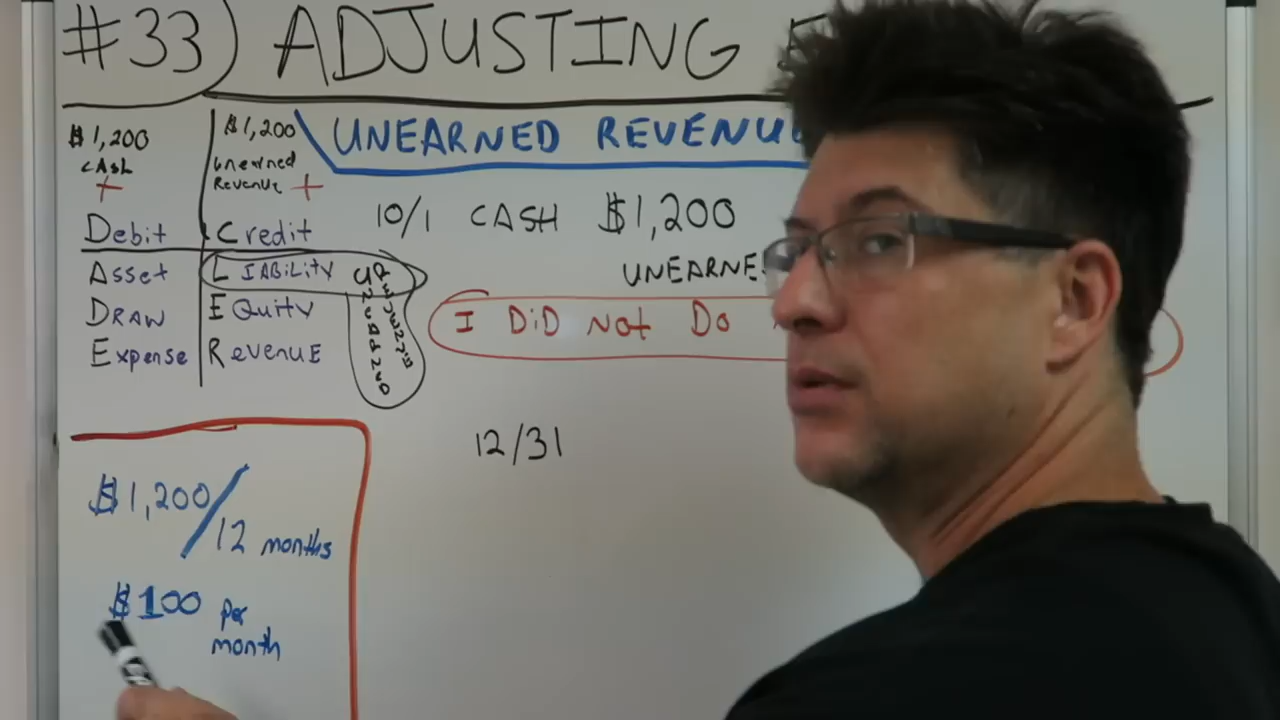 #33) ADJUSTING
UNEARNED REVENUE
$1,200
CASH
+
$1,200
Unearned
Revenue +
Debit Credit
Asset LIABILITY
DRAW EQuity
Expense RevenuE
10/1 CASH $1,200
UNEARNE
I DiD Not Do
12/31
$1,200/12 months
$100 per
month